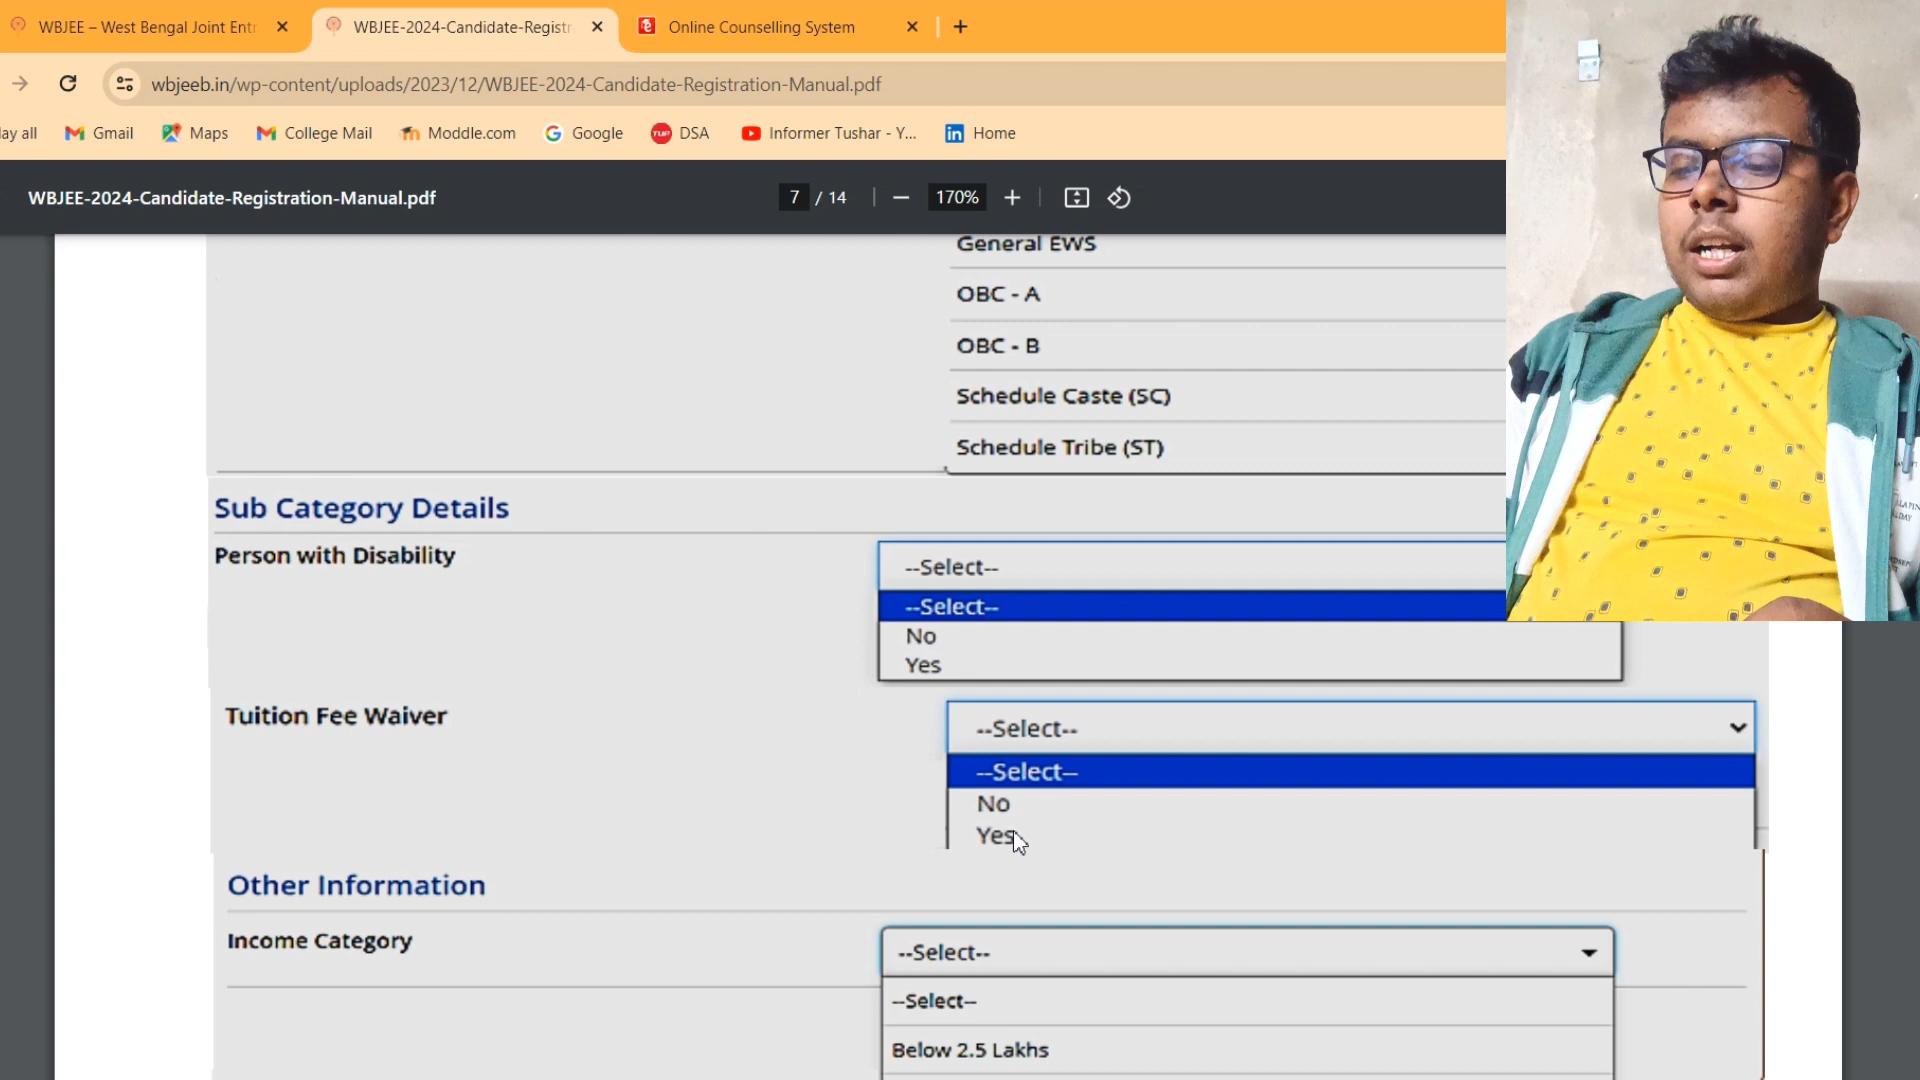 WBJEE – West Bengal Joint Entr
WBJEE-2024-Candidate-Registr
Online Counselling System
wbjeeb.in/wp-content/uploads/2023/12/WBJEE-2024-Candidate-Registration-Manual.pdf
lay all
Gmail
Maps
College Mail
Moddle.com
Google
DSA
Informer Tushar - Y...
Home
WBJEE-2024-Candidate-Registration-Manual.pdf
7 / 14
170%
General EWS
OBC - A
OBC - B
Schedule Caste (SC)
Schedule Tribe (ST)
Sub Category Details
Person with Disability
--Select--
--Select--
No
Yes
Tuition Fee Waiver
--Select--
--Select--
No
Yes
Other Information
Income Category
--Select--
--Select--
Below 2.5 Lakhs